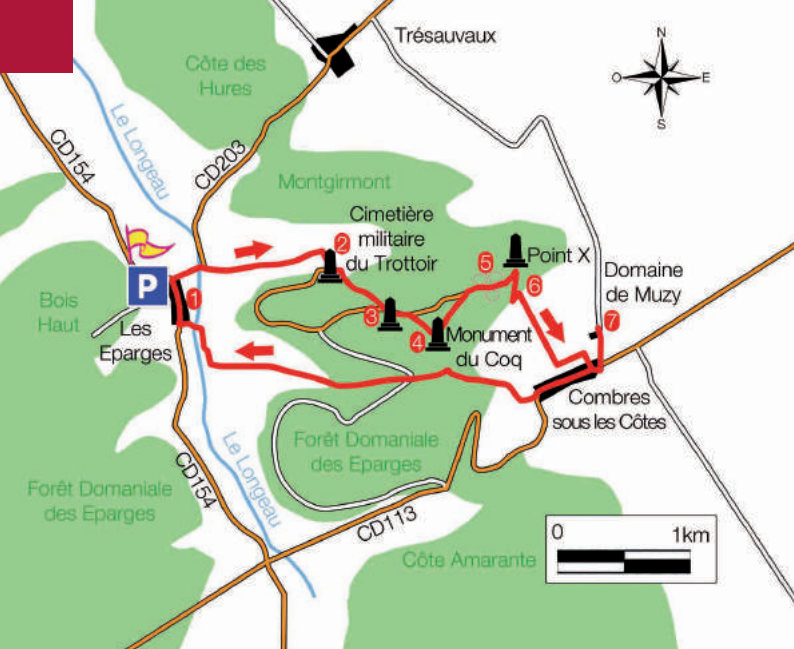 Trésauvaux
N
O
E
S
Côte des
Hures
Le Longeau
CD154
CD203
Montgirmont
Cimetière
militaire
du Trottoir
2
5
Point X
6
Domaine
de Muzy
7
P
1
Bois
Haut
Les
Eparges
3
4
Monument
du Coq
Combres
sous les Côtes
Forêt Domaniale
des Eparges
Le Longeau
CD154
Forêt Domaniale
des Eparges
CD113
Côte Amarante
0
1km